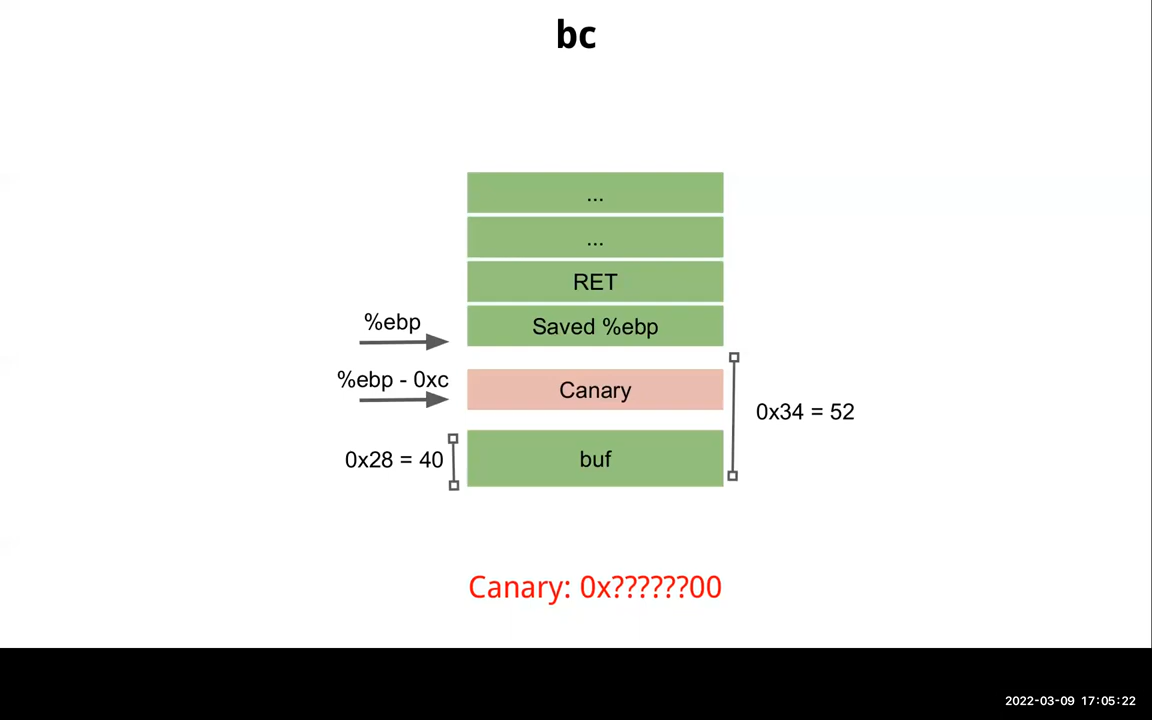 bc
...
...
RET
%ebp
Saved %ebp
%ebp - 0xc
Canary
0x34 = 52
0x28 = 40
buf
Canary: 0x??????00
2022-03-09 17:05:22